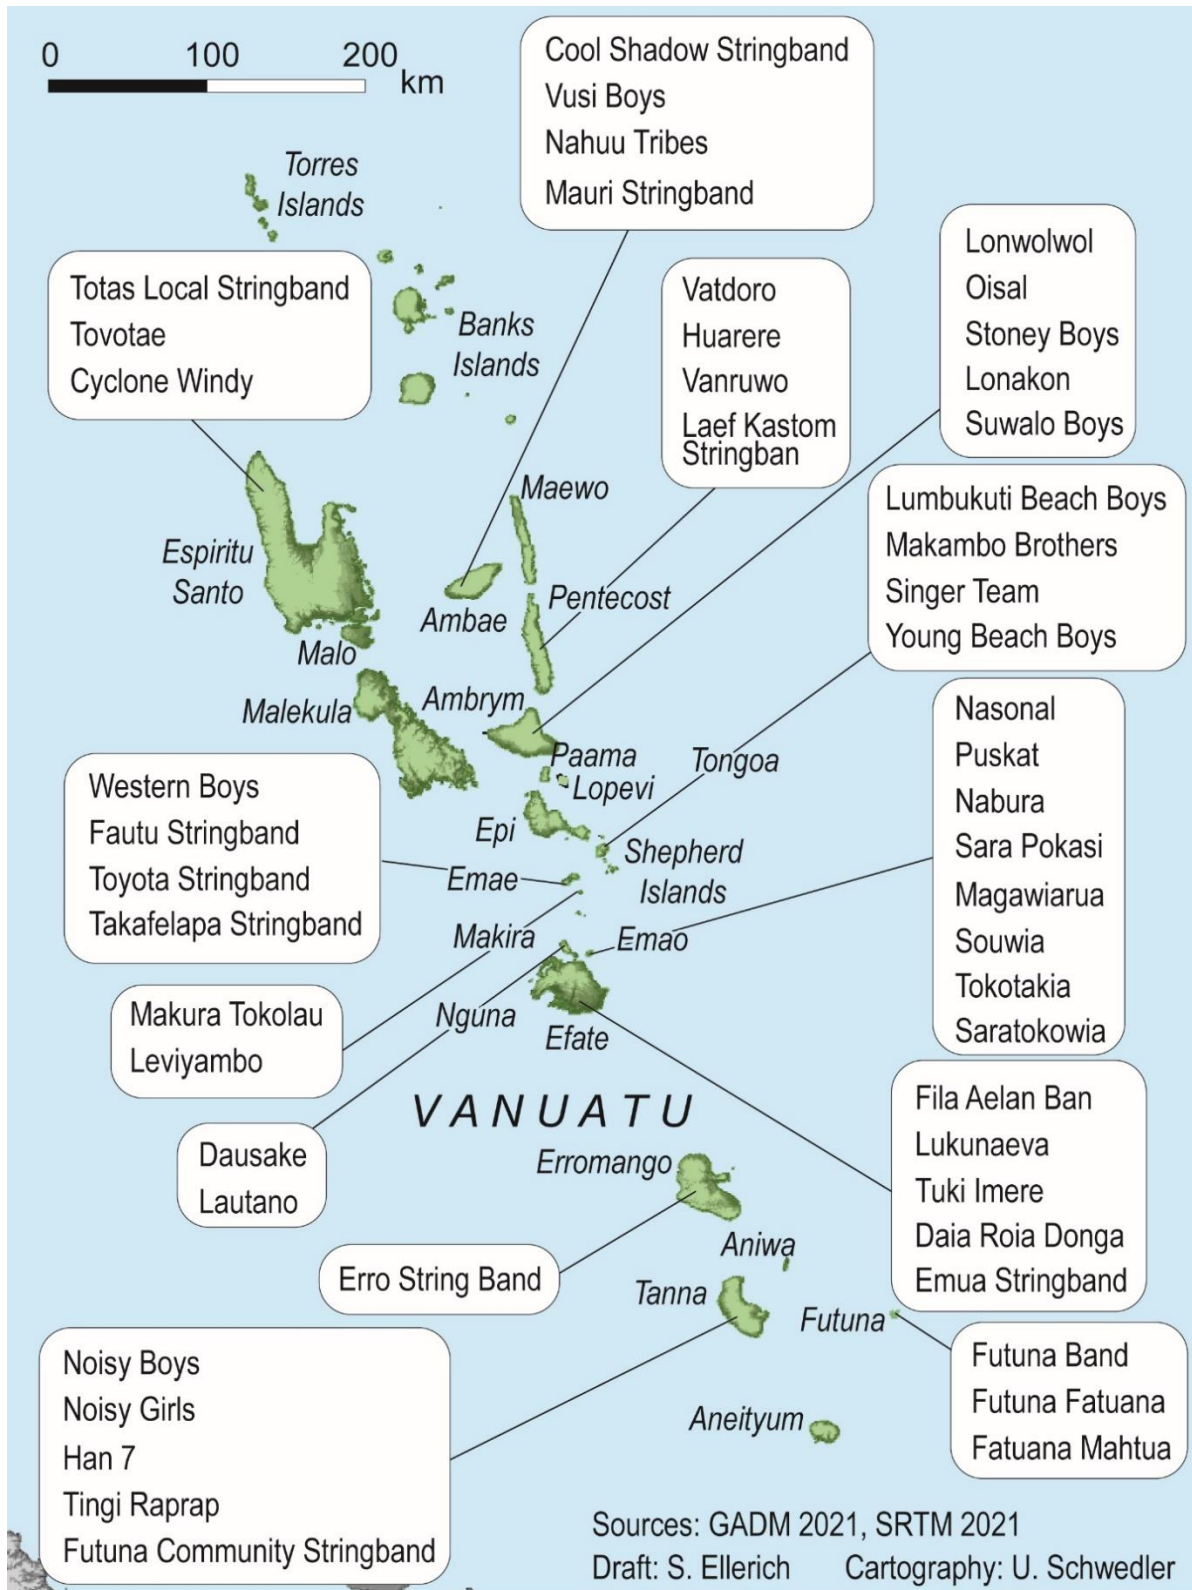 0 100 200
km
Cool Shadow Stringband
Vusi Boys
Nahuu Tribes
Mauri Stringband
Torres
Islands
Totas Local Stringband
Tovotae
Cyclone Windy
Banks
Islands
Vatdoro
Huarere
Vanruwo
Laef Kastom
Stringban
Lonwolwol
Oisal
Stoney Boys
Lonakon
Suwalo Boys
Maewo
Lumbukuti Beach Boys
Makambo Brothers
Singer Team
Young Beach Boys
Espiritu
Santo
Pentecost
Ambae
Malo
Malekula
Ambrym
Paama
Lopevi
Tongoa
Nasonal
Puskat
Nabura
Sara Pokasi
Magawiarua
Souwia
Tokotakia
Saratokowia
Western Boys
Fautu Stringband
Toyota Stringband
Takafelapa Stringband
Epi
Shepherd
Islands
Emae
Makira
Emao
Makura Tokolau
Leviyambo
Nguna
Efate
VANUATU
Dausake
Lautano
Fila Aelan Ban
Lukunaeva
Tuki Imere
Daia Roia Donga
Emua Stringband
Erromango
Aniwa
Erro String Band
Tanna
Futuna
Noisy Boys
Noisy Girls
Han 7
Tingi Raprap
Futuna Community Stringband
Futuna Band
Futuna Fatuana
Fatuana Mahtua
Aneityum
Sources: GADM 2021, SRTM 2021
Draft: S. Ellerich Cartography: U. Schwedler